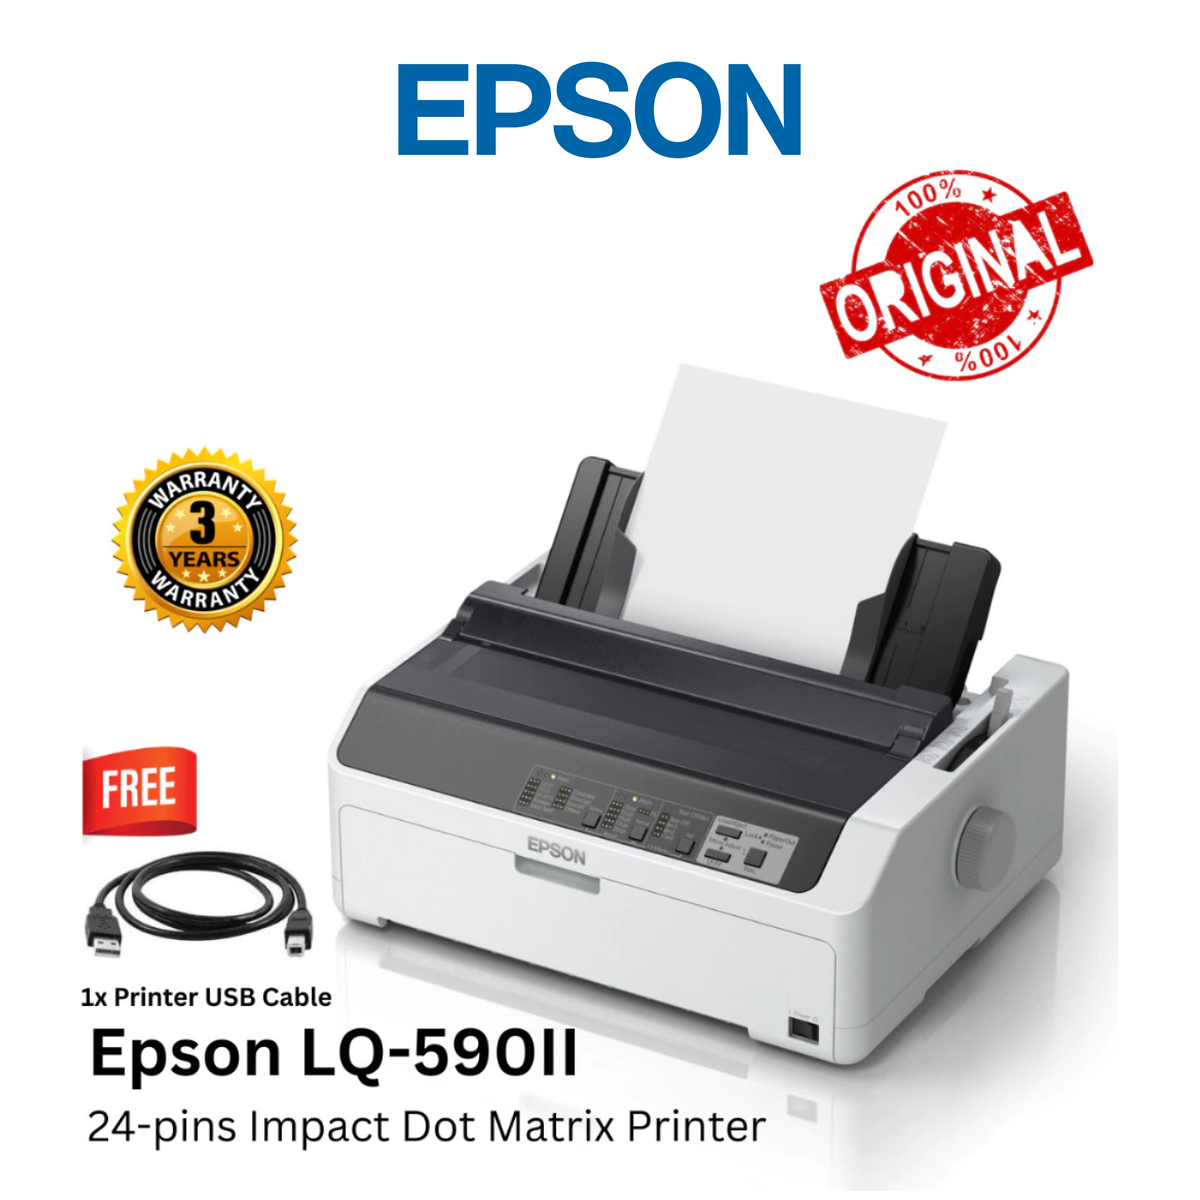 EPSON
100%
ORIGINAL
100%
WARRANTY
3
YEARS
WARRANTY
FREE
EPSON
Power
1x Printer USB Cable
Epson LQ-590II
24-pins Impact Dot Matrix Printer